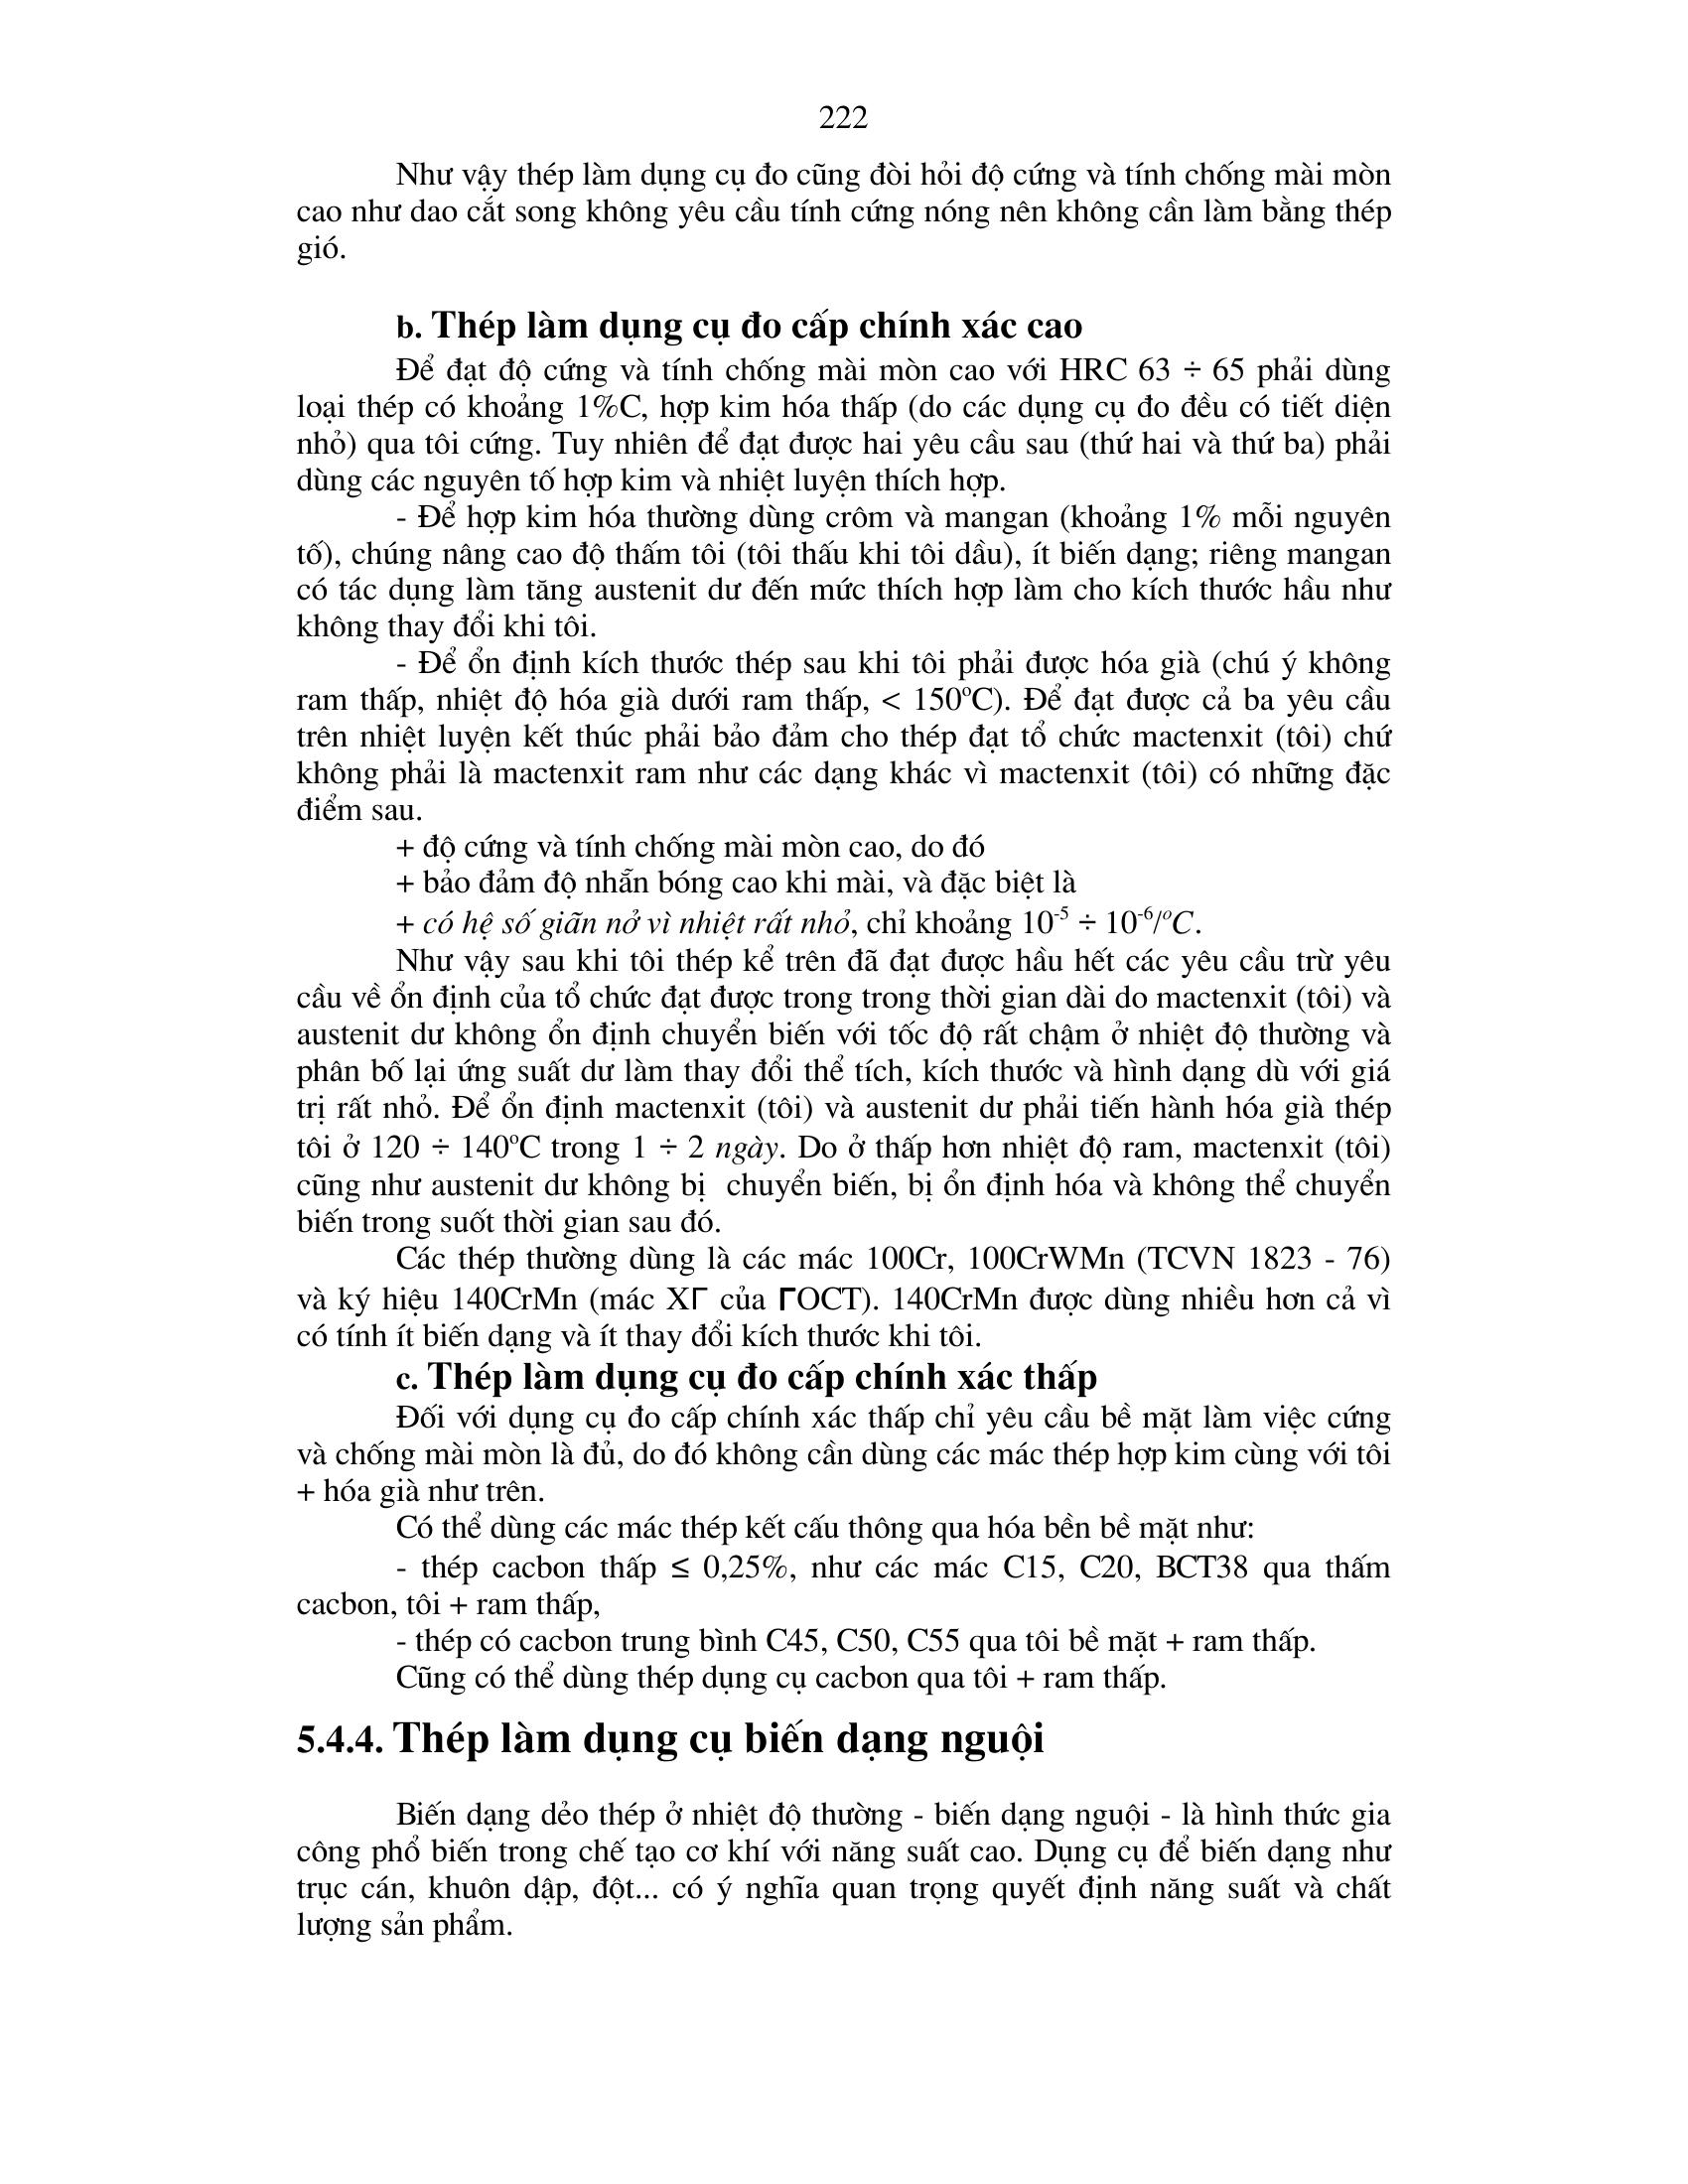 222
Như vậy thép làm dụng cụ đo cũng đòi hỏi độ cứng và tính chống mài mòn
cao như dao cắt song không yêu cầu tính cứng nóng nên không cần làm bằng thép
gió.
b. Thép làm dụng cụ đo cấp chính xác cao
Để đạt độ cứng và tính chống mài mòn cao với HRC 63 ÷ 65 phải dùng
loại thép có khoảng 1%C, hợp kim hóa thấp (do các dụng cụ đo đều có tiết diện
nhỏ) qua tôi cứng. Tuy nhiên để đạt được hai yêu cầu sau (thứ hai và thứ ba) phải
dùng các nguyên tố hợp kim và nhiệt luyện thích hợp.
- Để hợp kim hóa thường dùng crôm và mangan (khoảng 1% mỗi nguyên
tố), chúng nâng cao độ thấm tôi (tôi thấu khi tôi dầu), ít biến dạng; riêng mangan
có tác dụng làm tăng austenit dư đến mức thích hợp làm cho kích thước hầu như
không thay đổi khi tôi.
- Để ổn định kích thước thép sau khi tôi phải được hóa già (chú ý không
ram thấp, nhiệt độ hóa già dưới ram thấp, < 150ºC). Để đạt được cả ba yêu cầu
trên nhiệt luyện kết thúc phải bảo đảm cho thép đạt tổ chức mactenxit (tôi) chứ
không phải là mactenxit ram như các dạng khác vì mactenxit (tôi) có những đặc
điểm sau.
+ độ cứng và tính chống mài mòn cao, do đó
+ bảo đảm độ nhẵn bóng cao khi mài, và đặc biệt là
+ có hệ số giãn nở vì nhiệt rất nhỏ, chỉ khoảng 10⁻⁵ ÷ 10⁻⁶/ºC.
Như vậy sau khi tôi thép kể trên đã đạt được hầu hết các yêu cầu trừ yêu
cầu về ổn định của tổ chức đạt được trong trong thời gian dài do mactenxit (tôi) và
austenit dư không ổn định chuyển biến với tốc độ rất chậm ở nhiệt độ thường và
phân bố lại ứng suất dư làm thay đổi thể tích, kích thước và hình dạng dù với giá
trị rất nhỏ. Để ổn định mactenxit (tôi) và austenit dư phải tiến hành hóa già thép
tôi ở 120 ÷ 140ºC trong 1 ÷ 2 ngày. Do ở thấp hơn nhiệt độ ram, mactenxit (tôi)
cũng như austenit dư không bị chuyển biến, bị ổn định hóa và không thể chuyển
biến trong suốt thời gian sau đó.
Các thép thường dùng là các mác 100Cr, 100CrWMn (TCVN 1823 - 76)
và ký hiệu 140CrMn (mác XΓ của ΓOCT). 140CrMn được dùng nhiều hơn cả vì
có tính ít biến dạng và ít thay đổi kích thước khi tôi.
c. Thép làm dụng cụ đo cấp chính xác thấp
Đối với dụng cụ đo cấp chính xác thấp chỉ yêu cầu bề mặt làm việc cứng
và chống mài mòn là đủ, do đó không cần dùng các mác thép hợp kim cùng với tôi
+ hóa già như trên.
Có thể dùng các mác thép kết cấu thông qua hóa bền bề mặt như:
- thép cacbon thấp ≤ 0,25%, như các mác C15, C20, BCT38 qua thấm
cacbon, tôi + ram thấp,
- thép có cacbon trung bình C45, C50, C55 qua tôi bề mặt + ram thấp.
Cũng có thể dùng thép dụng cụ cacbon qua tôi + ram thấp.
5.4.4. Thép làm dụng cụ biến dạng nguội
Biến dạng dẻo thép ở nhiệt độ thường - biến dạng nguội - là hình thức gia
công phổ biến trong chế tạo cơ khí với năng suất cao. Dụng cụ để biến dạng như
trục cán, khuôn dập, đột... có ý nghĩa quan trọng quyết định năng suất và chất
lượng sản phẩm.